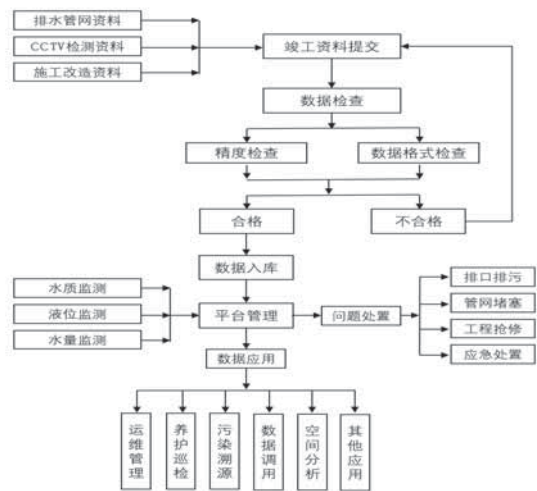 排水管网资料
CCTV检测资料
施工改造资料
竣工资料提交
数据检查
精度检查
数据格式检查
合格
不合格
数据入库
水质监测
液位监测
水量监测
平台管理
问题处置
排口排污
管网堵塞
工程抢修
应急处置
数据应用
运维管理
养护巡检
污染溯源
数据调用
空间分析
其他应用